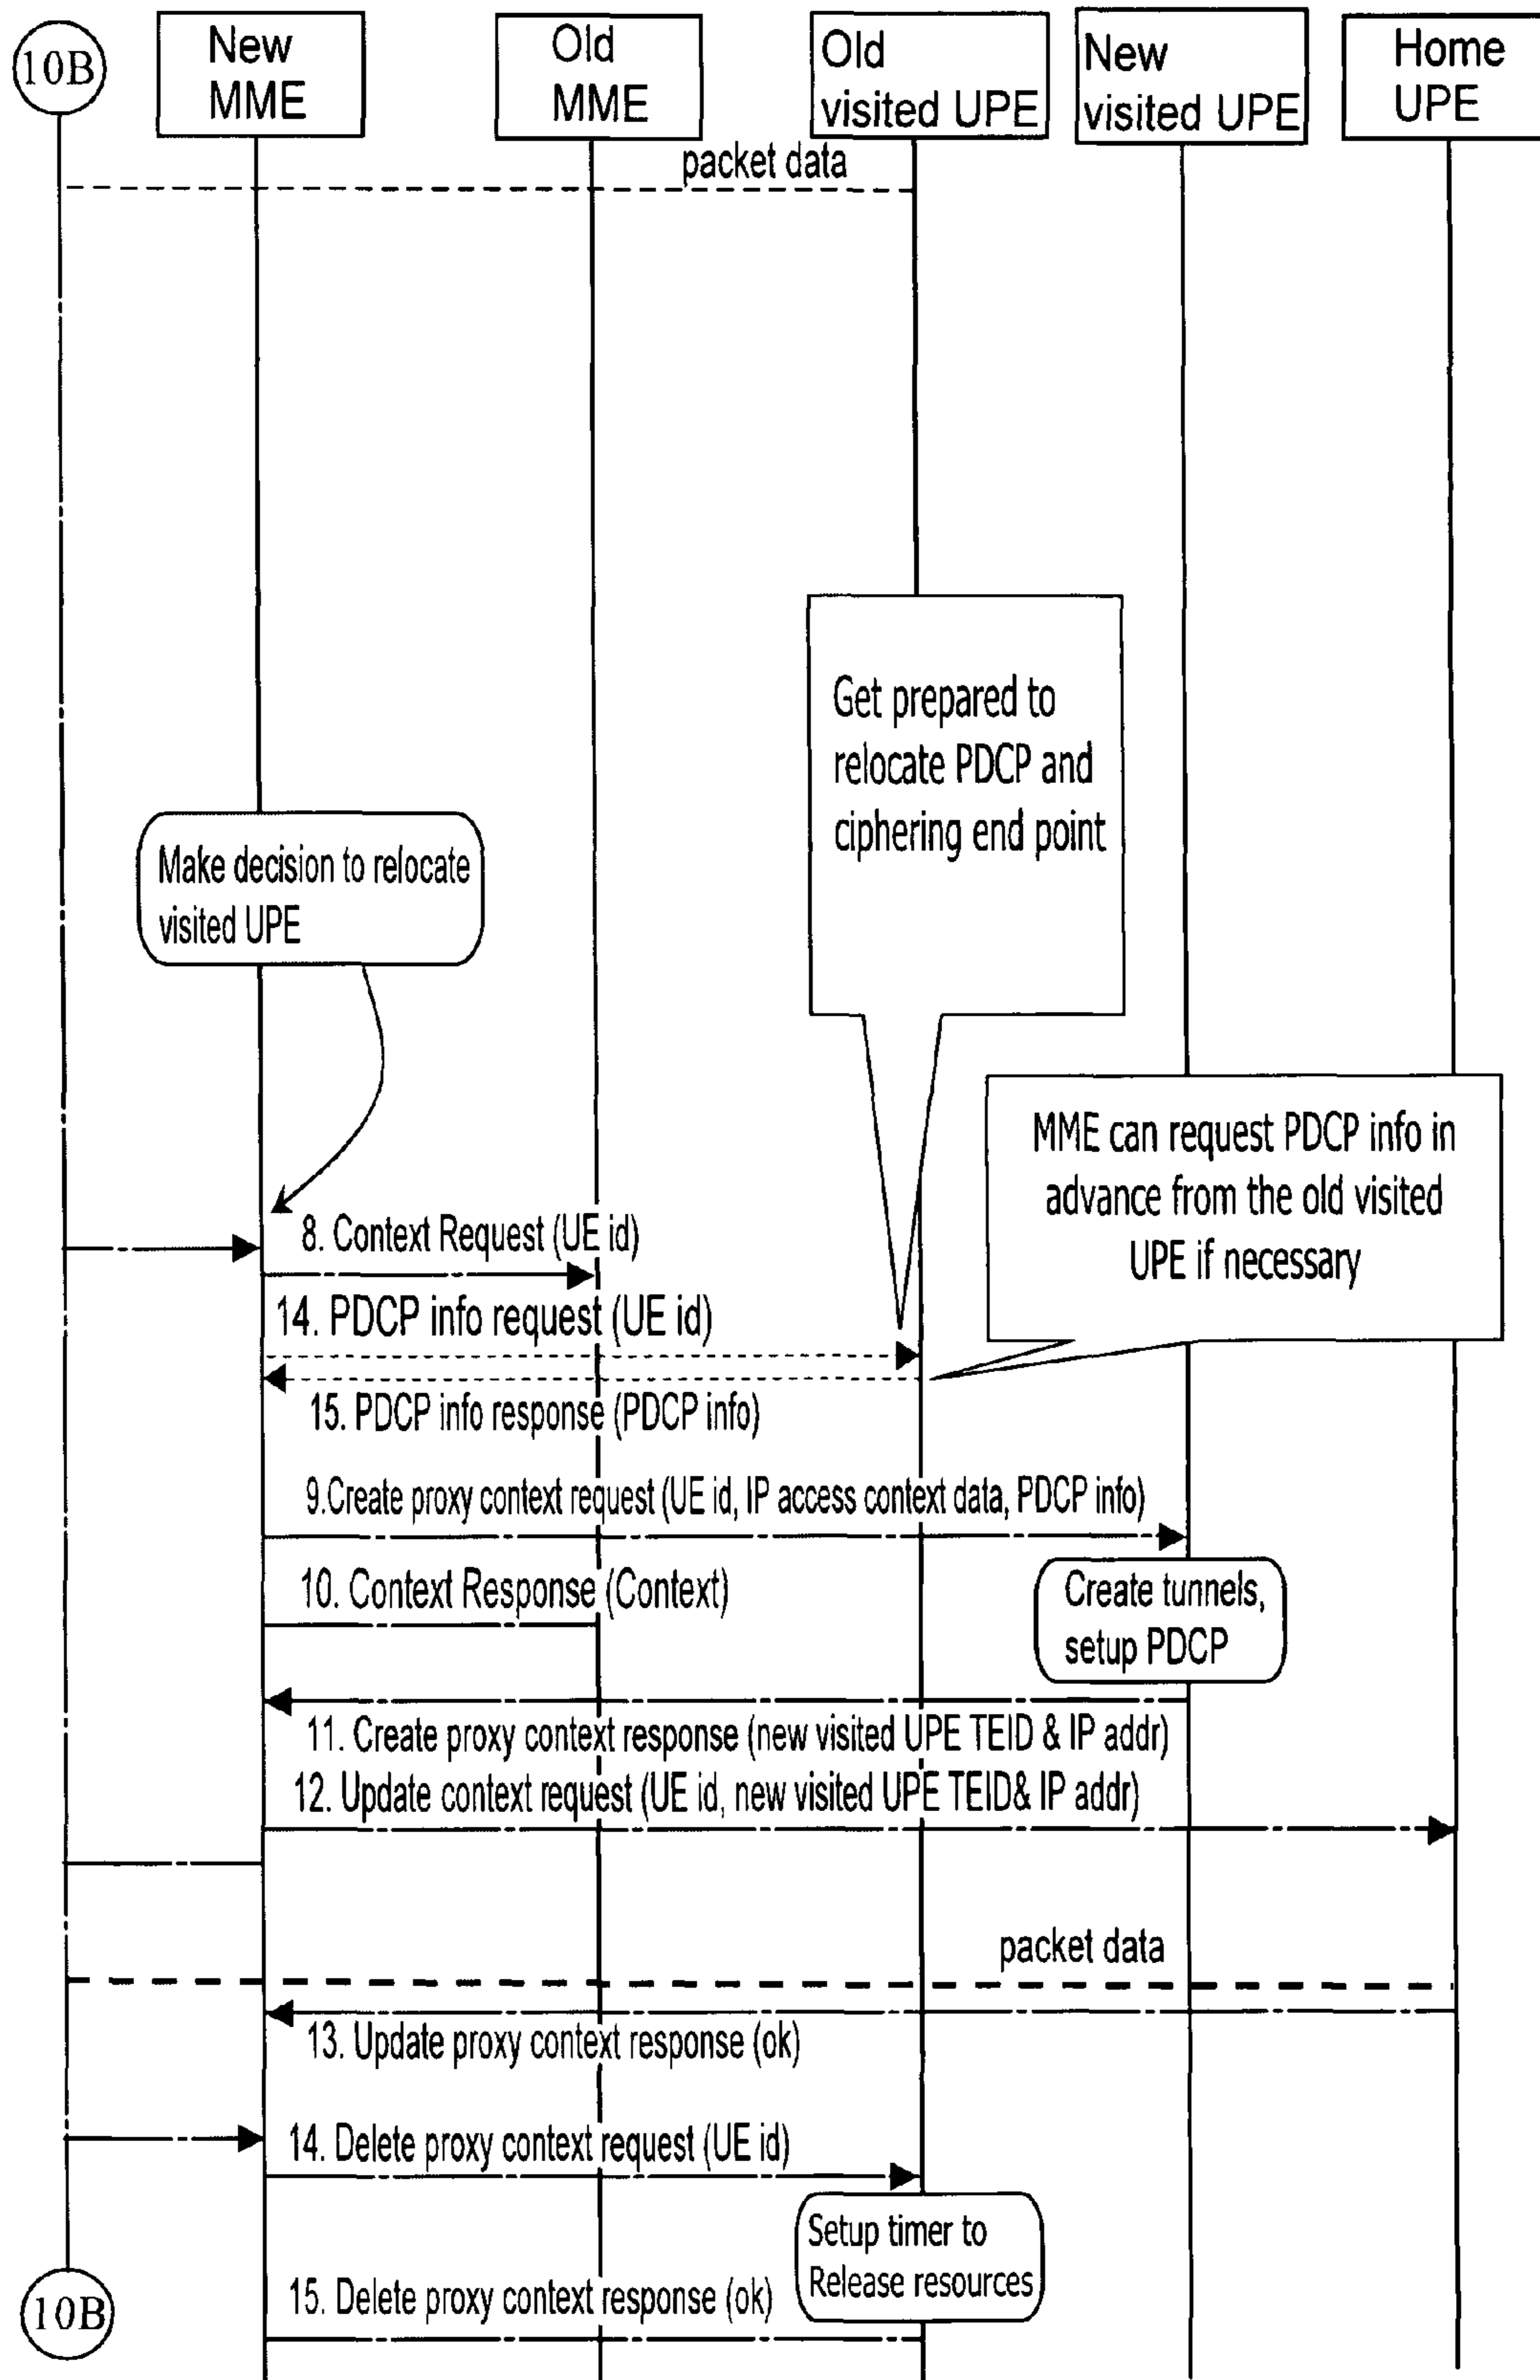 10B
New
MME
Old
MME
Old
visited UPE
New
visited UPE
Home
UPE
packet data
Get prepared to
relocate PDCP and
ciphering end point
Make decision to relocate
visited UPE
MME can request PDCP info in
advance from the old visited
UPE if necessary
8. Context Request (UE id)
14. PDCP info request (UE id)
15. PDCP info response (PDCP info)
9.Create proxy context request (UE id, IP access context data, PDCP info)
10. Context Response (Context)
Create tunnels,
setup PDCP
11. Create proxy context response (new visited UPE TEID & IP addr)
12. Update context request (UE id, new visited UPE TEID& IP addr)
packet data
13. Update proxy context response (ok)
14. Delete proxy context request (UE id)
Setup timer to
Release resources
15. Delete proxy context response (ok)
10B